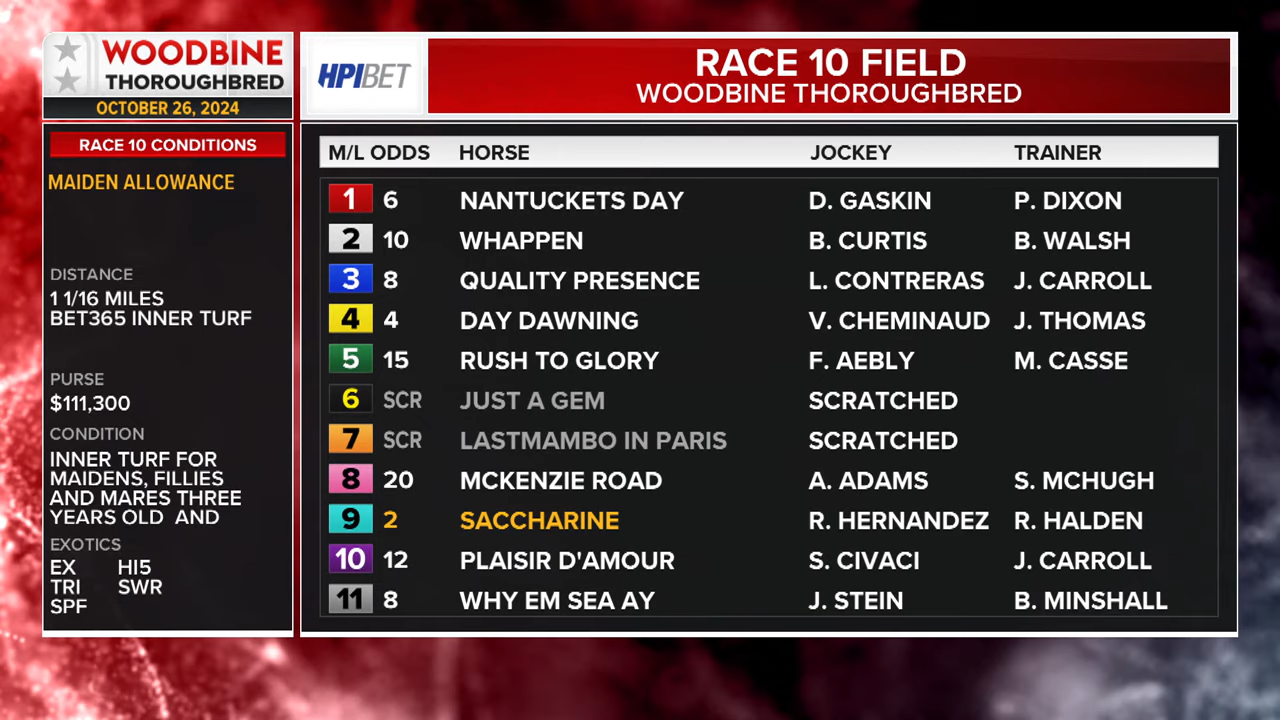 WOODBINE
THOROUGHBRED
OCTOBER 26, 2024
RACE 10 CONDITIONS
MAIDEN ALLOWANCE
DISTANCE
1 1/16 MILES
BET365 INNER TURF
PURSE
$111,300
CONDITION
INNER TURF FOR
MAIDENS, FILLIES
AND MARES THREE
YEARS OLD AND
EXOTICS
EX HI5
TRI SWR
SPF
HPIBET
RACE 10 FIELD
WOODBINE THOROUGHBRED
M/L ODDS HORSE JOCKEY TRAINER
1 6 NANTUCKETS DAY D. GASKIN P. DIXON
2 10 WHAPPEN B. CURTIS B. WALSH
3 8 QUALITY PRESENCE L. CONTRERAS J. CARROLL
4 4 DAY DAWNING V. CHEMINAUD J. THOMAS
5 15 RUSH TO GLORY F. AEBLY M. CASSE
6 SCR JUST A GEM SCRATCHED
7 SCR LASTMAMBO IN PARIS SCRATCHED
8 20 MCKENZIE ROAD A. ADAMS S. MCHUGH
9 2 SACCHARINE R. HERNANDEZ R. HALDEN
10 12 PLAISIR D'AMOUR S. CIVACI J. CARROLL
11 8 WHY EM SEA AY J. STEIN B. MINSHALL